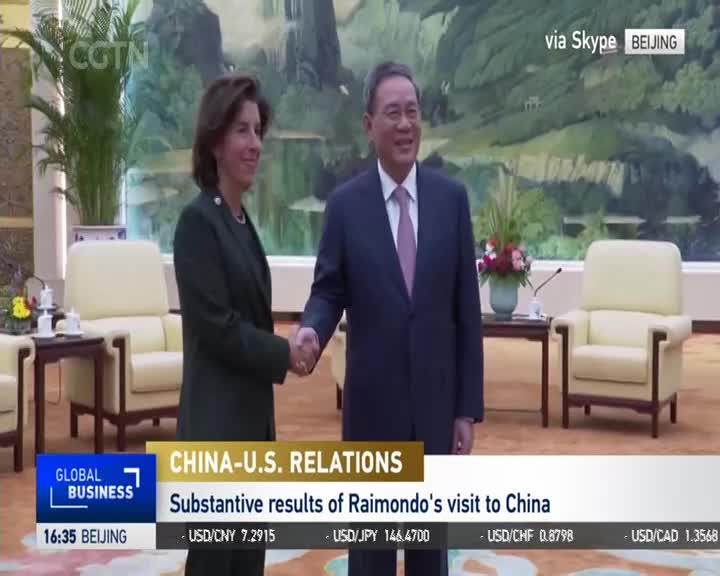 CGTN
via Skype BEIJING
CHINA-U.S. RELATIONS
GLOBAL BUSINESS
Substantive results of Raimondo's visit to China
16:35 BEIJING
- USD/CNY 7.2915 - USD/JPY 146.4700 - USD/CHF 0.8798 - USD/CAD 1.3568